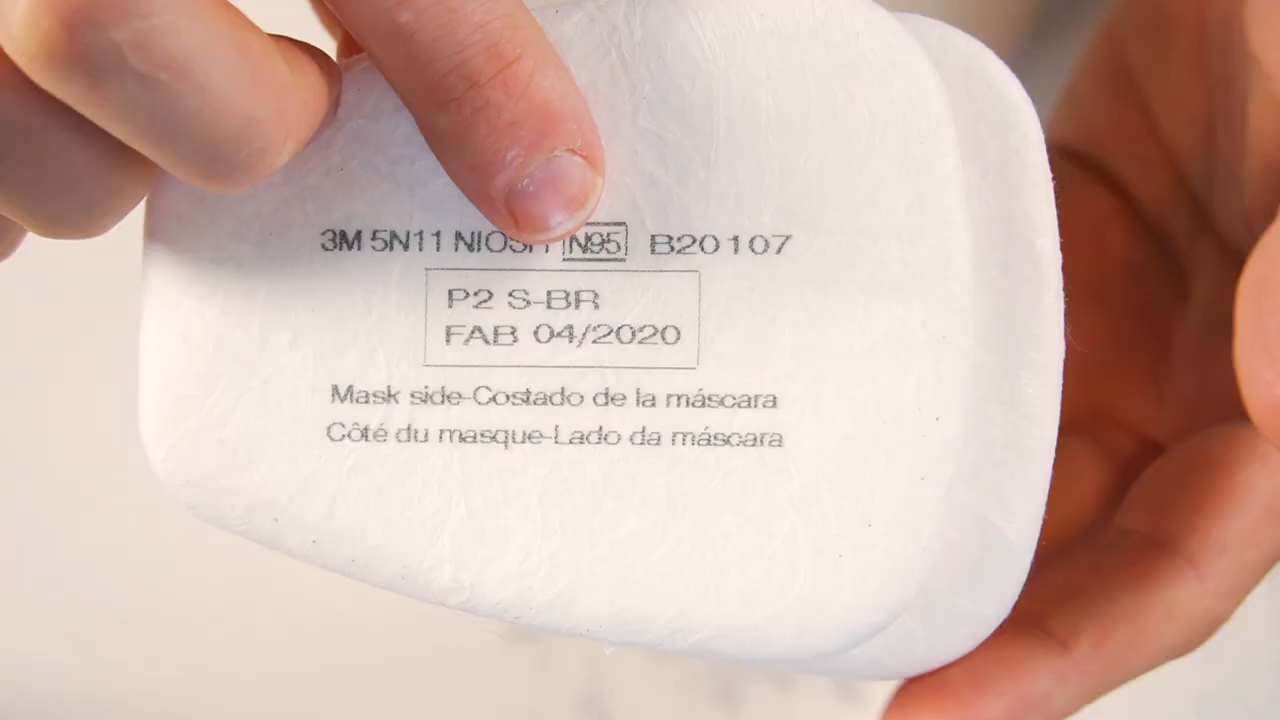 3M 5N11 NIOSH N95 B20107
P2 S-BR
FAB 04/2020
Mask side-Costado de la máscara
Côté du masque-Lado da máscara